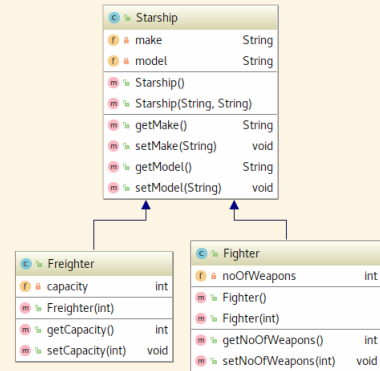 Starship
make String
model String
Starship()
Starship(String, String)
getMake() String
setMake(String) void
getModel() String
setModel(String) void
Freighter
capacity int
Freighter(int)
getCapacity() int
setCapacity(int) void
Fighter
noOfWeapons int
Fighter()
Fighter(int)
getNoOfWeapons() int
setNoOfWeapons(int) void